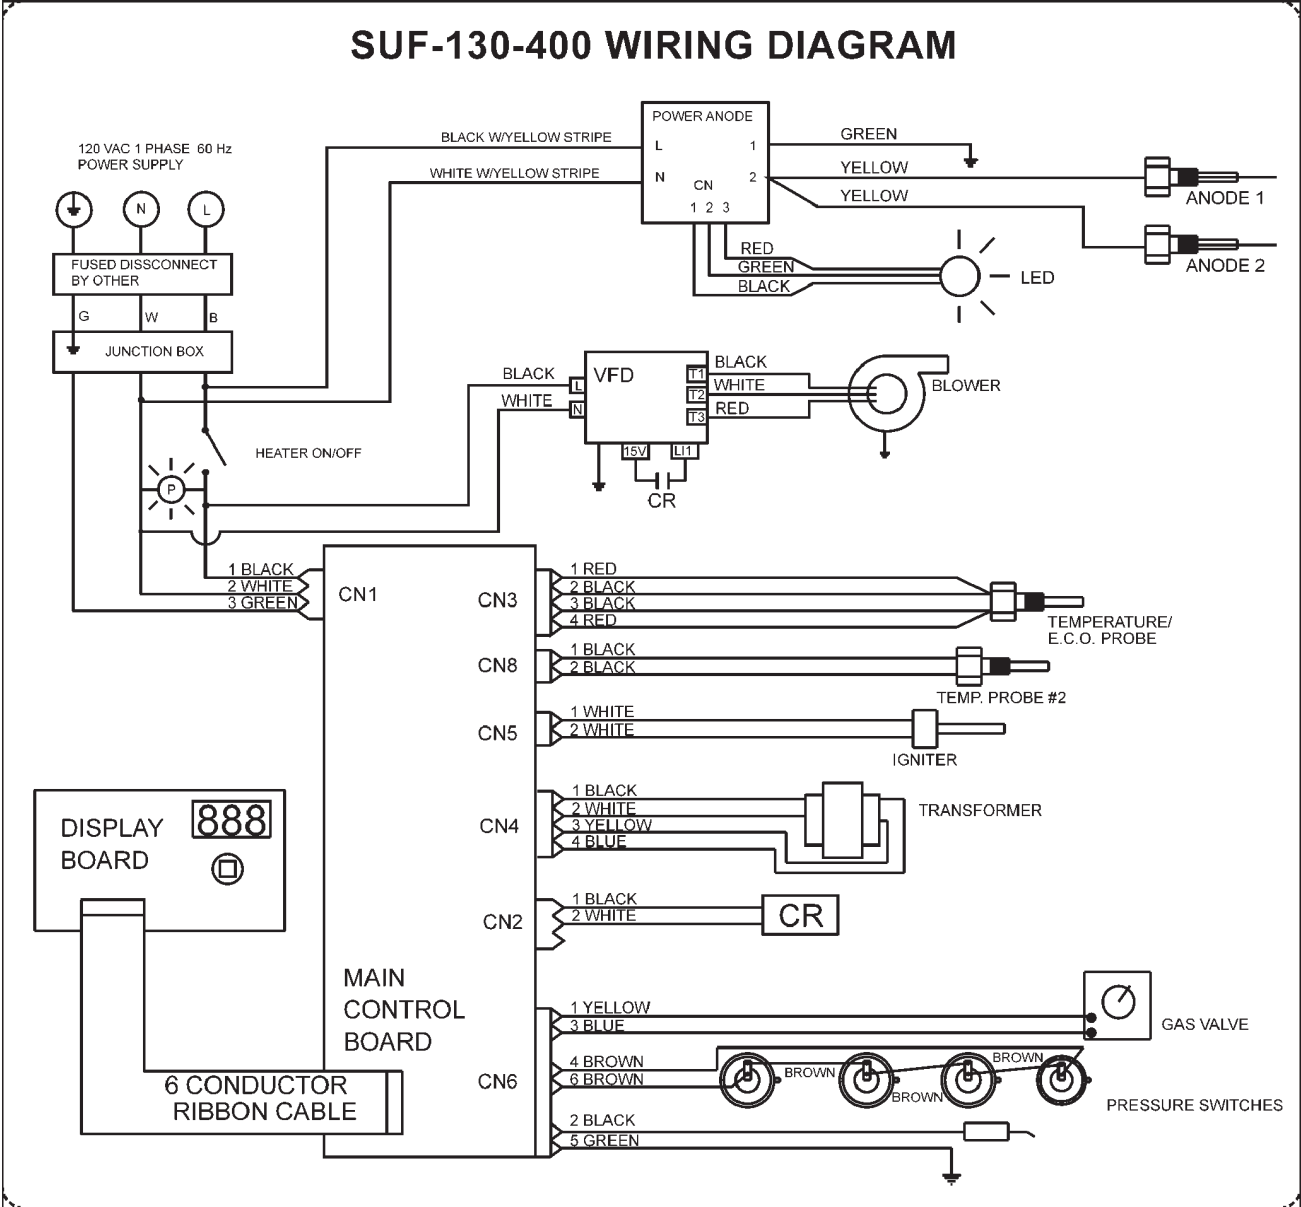 SUF-130-400 WIRING DIAGRAM
120 VAC 1 PHASE 60 Hz
POWER SUPPLY
N
L
FUSED DISSCONNECT
BY OTHER
G
W
B
JUNCTION BOX
HEATER ON/OFF
P
BLACK W/YELLOW STRIPE
WHITE W/YELLOW STRIPE
POWER ANODE
L
1
N
2
CN
1 2 3
GREEN
YELLOW
YELLOW
ANODE 1
ANODE 2
RED
GREEN
BLACK
LED
BLACK
WHITE
L
N
VFD
T1
T2
T3
15V
LI1
CR
BLACK
WHITE
RED
BLOWER
1 BLACK
2 WHITE
3 GREEN
CN1
CN3
1 RED
2 BLACK
3 BLACK
4 RED
TEMPERATURE/
E.C.O. PROBE
CN8
1 BLACK
2 BLACK
TEMP. PROBE #2
CN5
1 WHITE
2 WHITE
IGNITER
CN4
1 BLACK
2 WHITE
3 YELLOW
4 BLUE
TRANSFORMER
CN2
1 BLACK
2 WHITE
CR
DISPLAY
BOARD
888
MAIN
CONTROL
BOARD
6 CONDUCTOR
RIBBON CABLE
CN6
1 YELLOW
3 BLUE
GAS VALVE
4 BROWN
6 BROWN
BROWN
BROWN
BROWN
PRESSURE SWITCHES
2 BLACK
5 GREEN